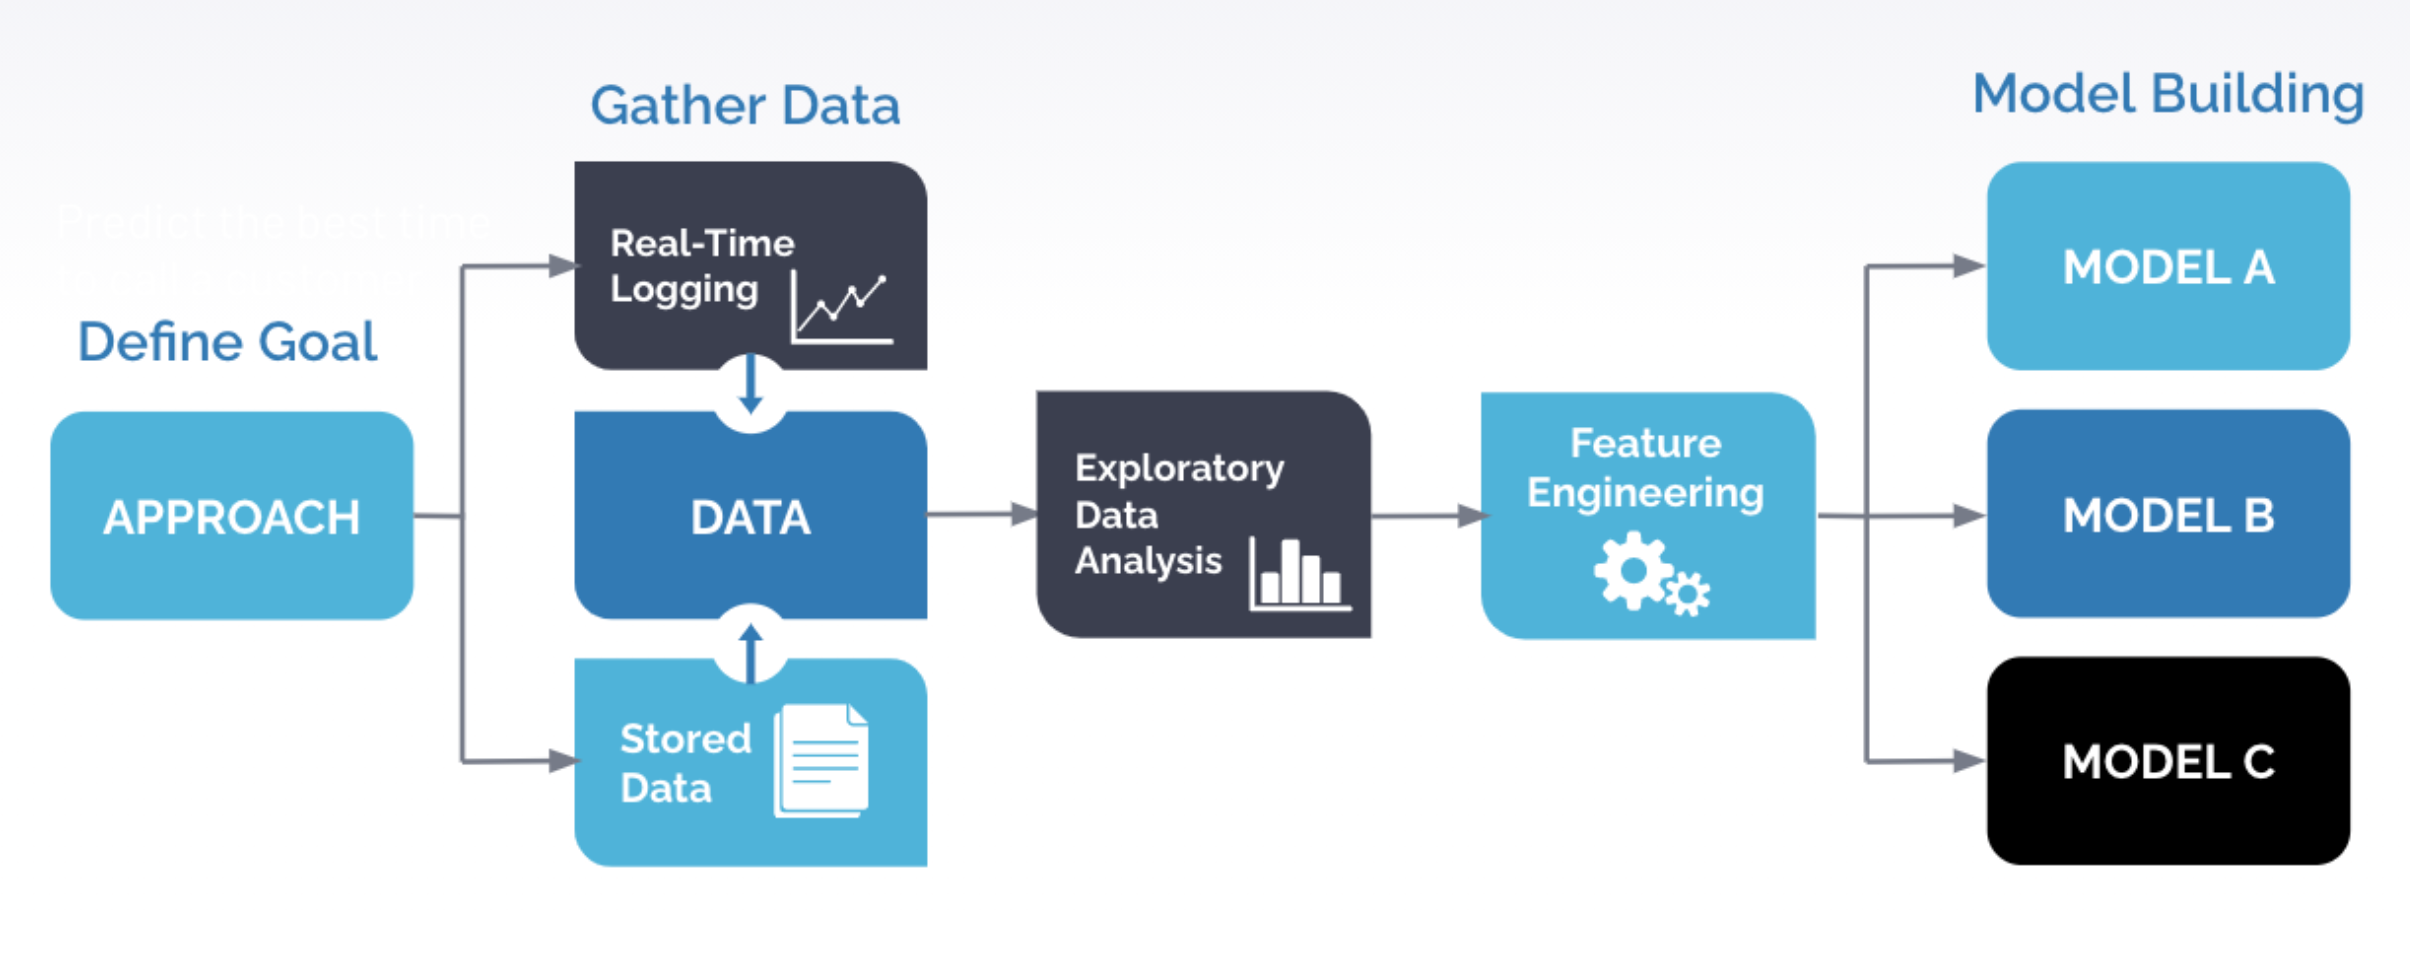 Predict the best time
Define Goal
APPROACH
Gather Data
Real-Time
Logging
DATA
Stored
Data
Exploratory
Data
Analysis
Feature
Engineering
Model Building
MODEL A
MODEL B
MODEL C